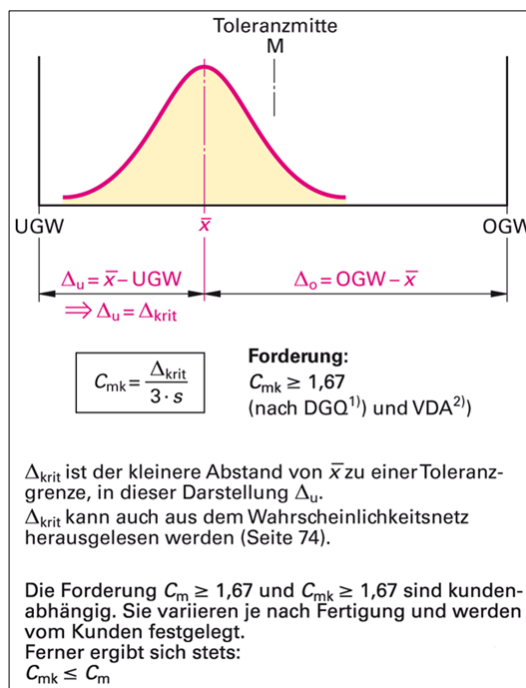 Toleranzmitte
M
UGW x̄ OGW
Δu = x̄ – UGW Δo = OGW – x̄
⇒ Δu = Δkrit
Cmk = Δkrit / 3 · s
Forderung:
Cmk ≥ 1,67
(nach DGQ1) und VDA2))
Δkrit ist der kleinere Abstand von x̄ zu einer Toleranz-
grenze, in dieser Darstellung Δu.
Δkrit kann auch aus dem Wahrscheinlichkeitsnetz
herausgelesen werden (Seite 74).
Die Forderung Cm ≥ 1,67 und Cmk ≥ 1,67 sind kunden-
abhängig. Sie variieren je nach Fertigung und werden
vom Kunden festgelegt.
Ferner ergibt sich stets:
Cmk ≤ Cm